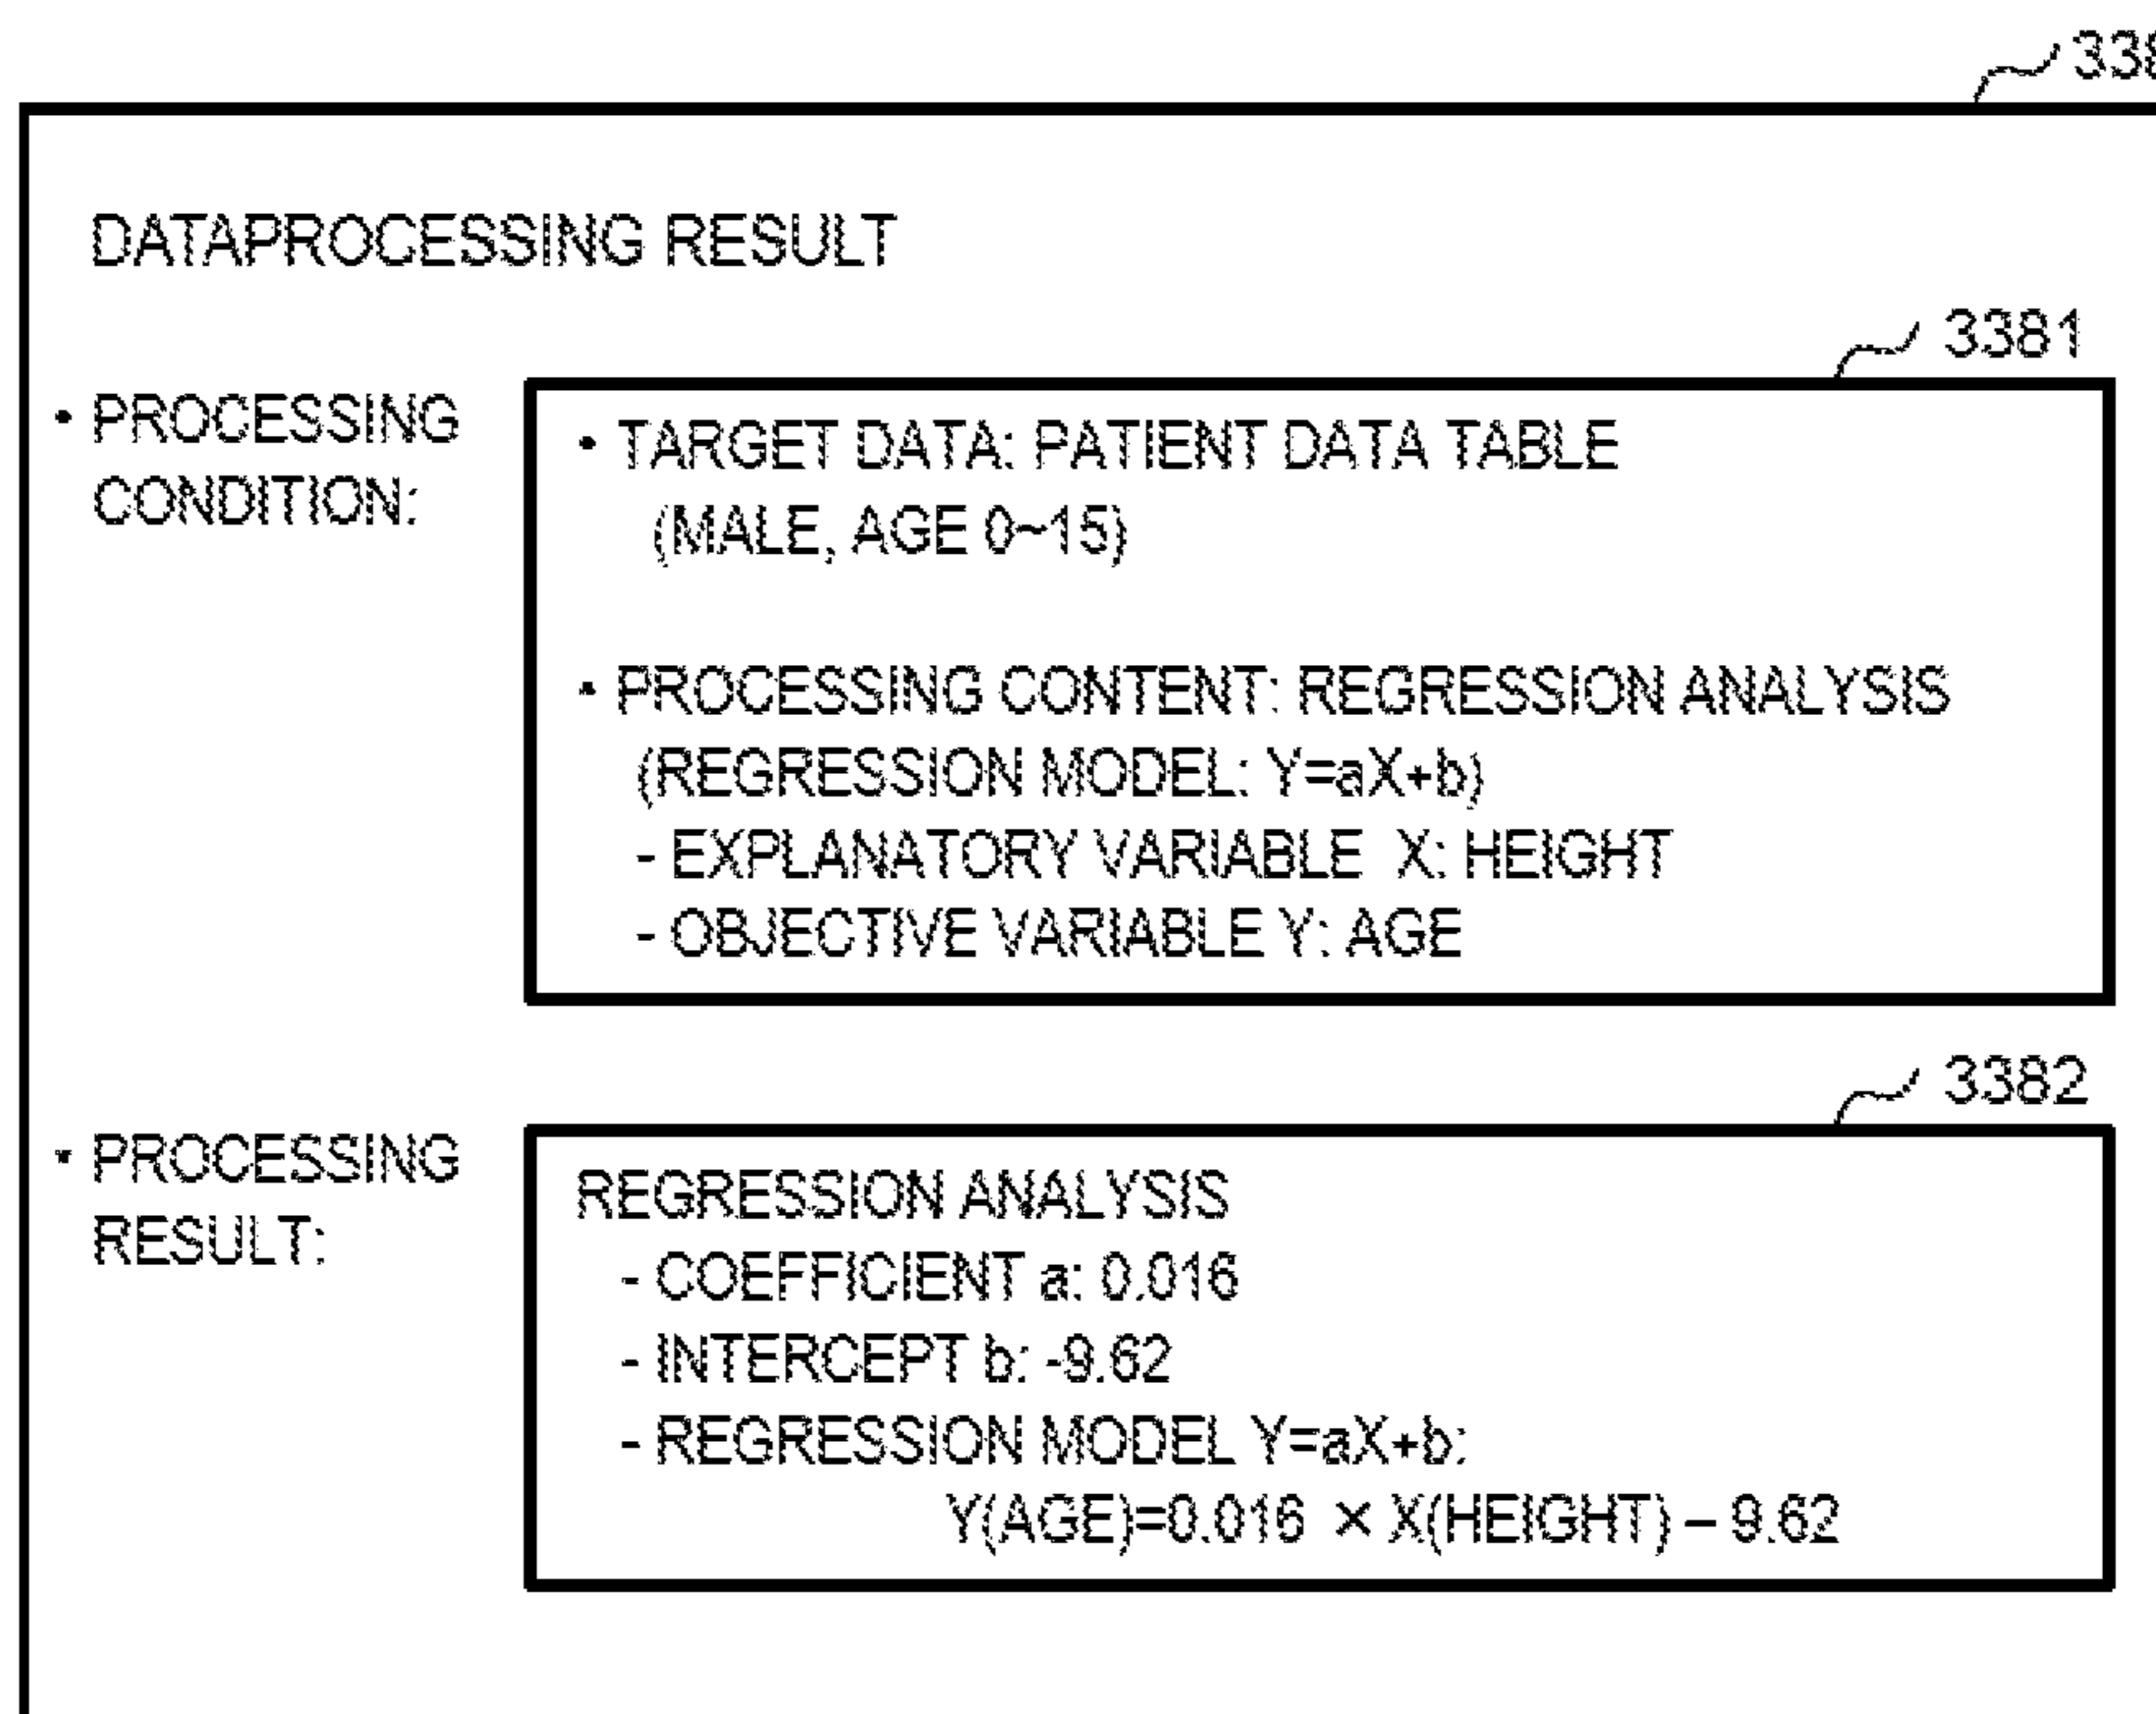 338
DATAPROCESSING RESULT
3381
• PROCESSING
CONDITION:
• TARGET DATA: PATIENT DATA TABLE
(MALE, AGE 0~15)
• PROCESSING CONTENT: REGRESSION ANALYSIS
(REGRESSION MODEL: Y=aX+b)
- EXPLANATORY VARIABLE X: HEIGHT
- OBJECTIVE VARIABLE Y: AGE
3382
• PROCESSING
RESULT:
REGRESSION ANALYSIS
- COEFFICIENT a: 0.016
- INTERCEPT b: -9.62
- REGRESSION MODEL Y=aX+b:
Y(AGE)=0.016 × X(HEIGHT) – 9.62